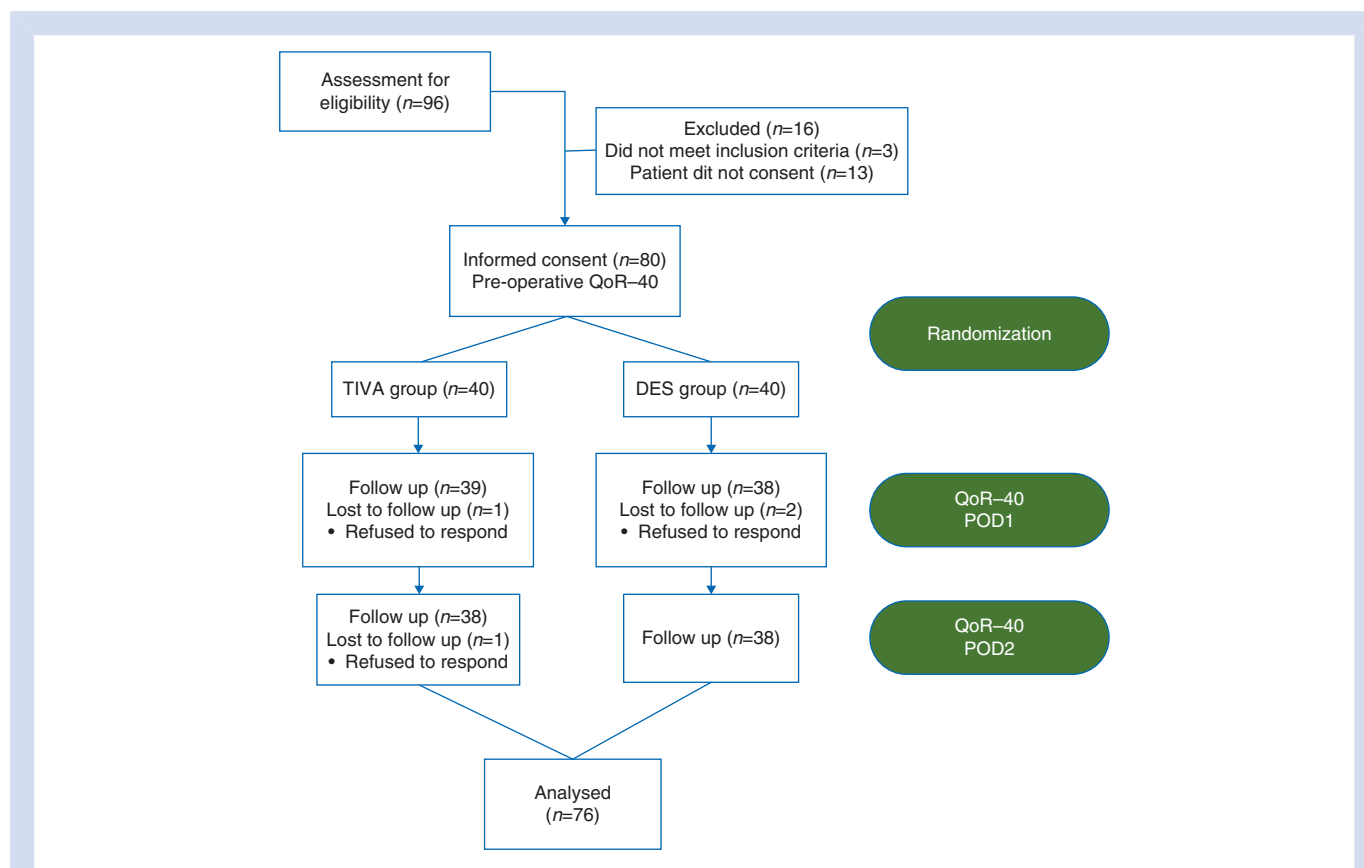 Assessment for
eligibility (n=96)
Excluded (n=16)
Did not meet inclusion criteria (n=3)
Patient dit not consent (n=13)
Informed consent (n=80)
Pre-operative QoR–40
Randomization
TIVA group (n=40)
DES group (n=40)
Follow up (n=39)
Lost to follow up (n=1)
• Refused to respond
Follow up (n=38)
Lost to follow up (n=2)
• Refused to respond
QoR–40
POD1
Follow up (n=38)
Lost to follow up (n=1)
• Refused to respond
Follow up (n=38)
QoR–40
POD2
Analysed
(n=76)